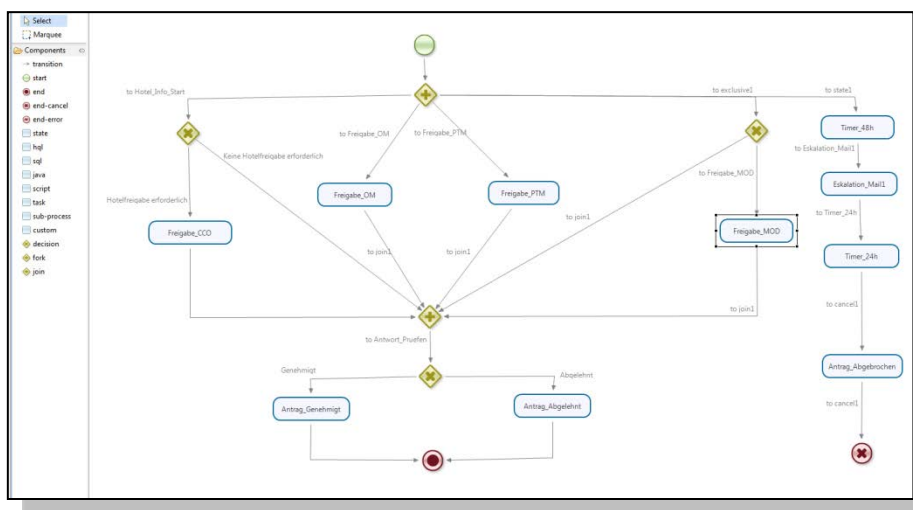 Select
Marquee
Components
transition
start
end
end-cancel
end-error
state
hql
sql
java
script
task
sub-process
custom
decision
fork
join
to Hotel_Info_Start
to exclusive1
to state1
Timer_48h
to Freigabe_OM
to Freigabe_PTM
to Eskalation_Mail1
Keine Hotelfreigabe erforderlich
to Freigabe_MOD
Eskalation_Mail1
Freigabe_OM
Freigabe_PTM
Hotelfreigabe erforderlich
to Timer_24h
to join1
Freigabe_CCO
Freigabe_MOD
to join1
to join1
Timer_24h
to cancel1
to join1
to Antwort_Pruefen
Genehmigt
Abgelehnt
Antrag_Abgebrochen
Antrag_Genehmigt
Antrag_Abgelehnt
to cancel1